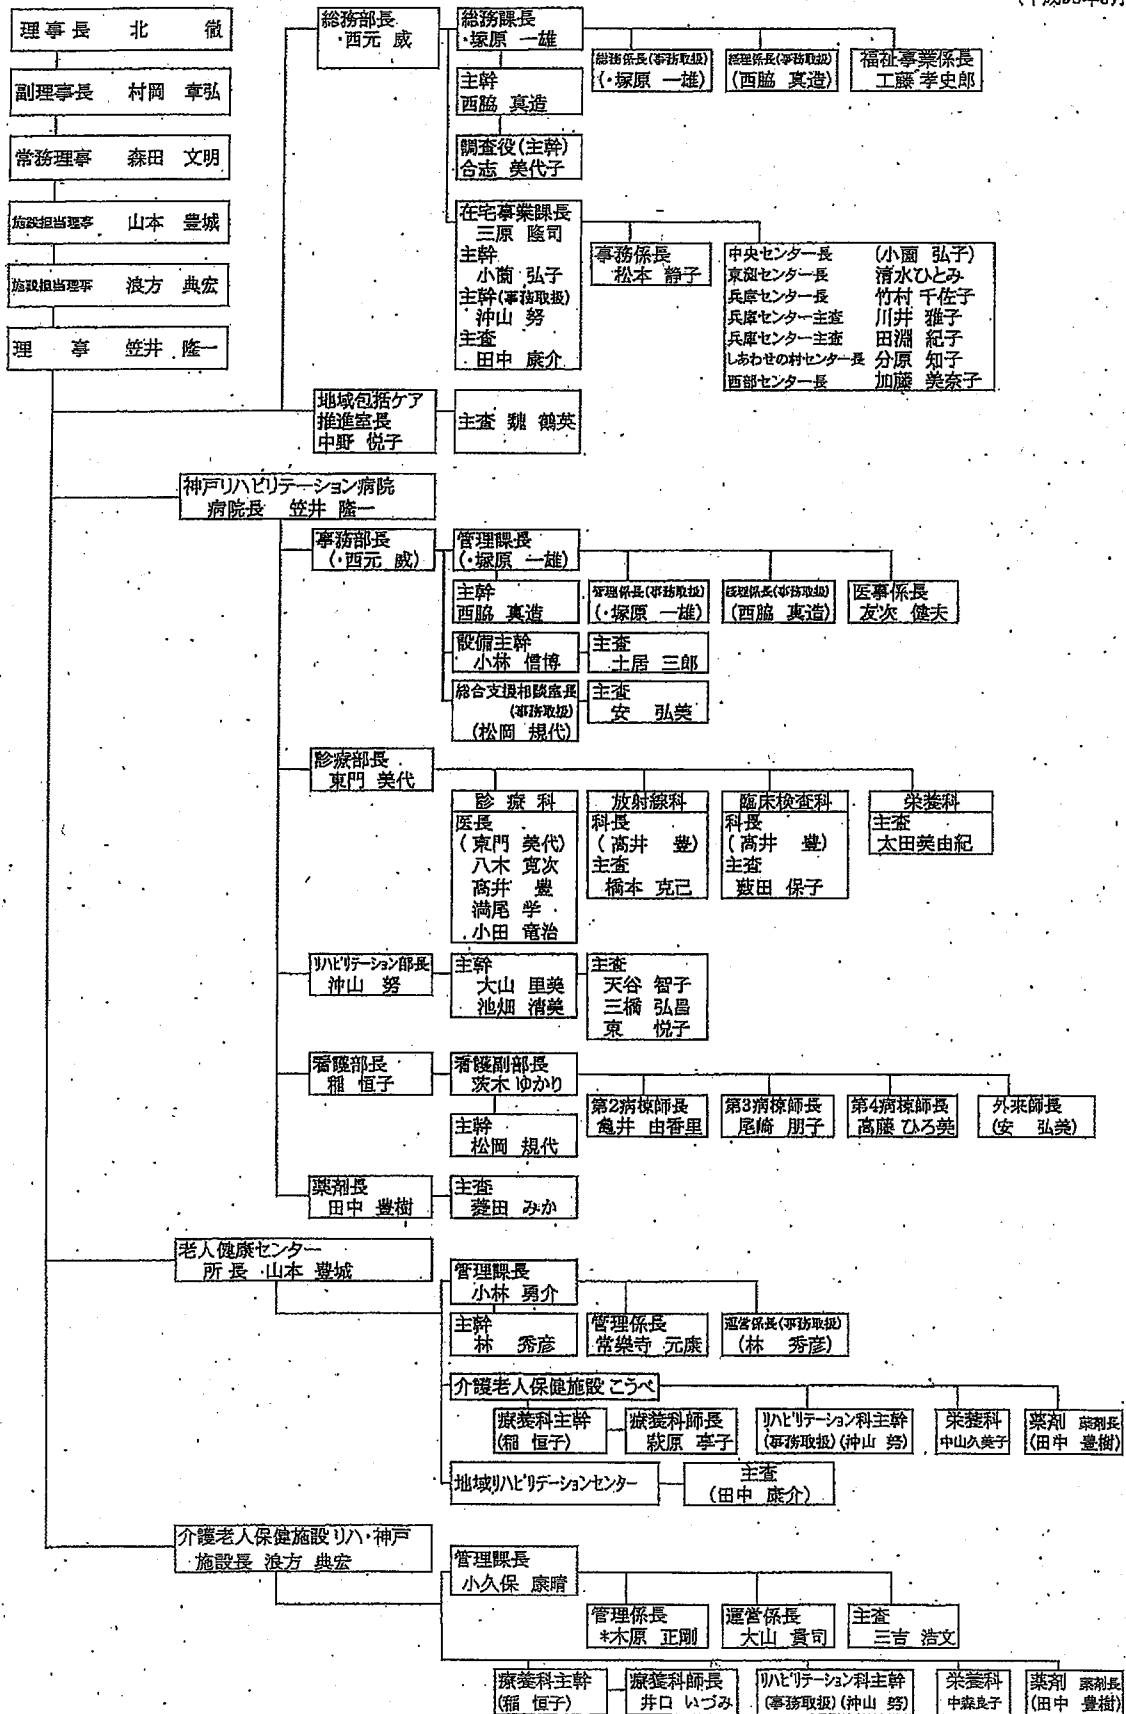 理事長 北 徹
副理事長 村岡 章弘
常務理事 森田 文明
施設担当理事 山本 豊城
施設担当理事 浪方 典宏
理 事 笠井 隆一
総務部長
・西元 威
総務課長
・塚原 一雄
主幹
西脇 真造
調査役(主幹)
合志 美代子
総務係長(事務取扱)
(・塚原 一雄)
経理係長(事務取扱)
(西脇 真造)
福祉事業係長
工藤 孝史郎
在宅事業課長
三原 隆司
主幹
小薗 弘子
主幹(事務取扱)
沖山 努
主査
田中 康介
事務係長
松本 静子
中央センター長 (小薗 弘子)
東灘センター長 清水ひとみ
兵庫センター長 竹村 千佐子
兵庫センター主査 川井 雅子
兵庫センター主査 田淵 紀子
しあわせの村センター長 分原 知子
西部センター長 加藤 美奈子
地域包括ケア
推進室長
中野 悦子
主査 魏 鶴英
神戸リハビリテーション病院
病院長 笠井 隆一
事務部長
(・西元 威)
管理課長
(・塚原 一雄)
主幹
西脇 真造
管理係長(事務取扱)
(・塚原 一雄)
経理係長(事務取扱)
(西脇 真造)
医事係長
友次 健夫
設備主幹
小林 信博
主査
土居 三郎
総合支援相談室長
(事務取扱)
(松岡 規代)
主査
安 弘美
診療部長
東門 美代
診 療 科
医長
(東門 美代)
八木 寛次
高井 豊
満尾 学
小田 竜治
放射線科
科長
(高井 豊)
主査
橋本 克己
臨床検査科
科長
(高井 豊)
主査
薮田 保子
栄養科
主査
太田美由紀
リハビリテーション部長
沖山 努
主幹
大山 里美
池畑 清美
主査
天谷 智子
三橋 弘昌
東 悦子
看護部長
稲 恒子
看護副部長
茨木 ゆかり
主幹
松岡 規代
第2病棟師長
亀井 由香里
第3病棟師長
尾崎 朋子
第4病棟師長
高藤 ひろ美
外来師長
(安 弘美)
薬剤長
田中 豊樹
主査
菱田 みか
老人健康センター
所長 山本 豊城
管理課長
小林 勇介
主幹
林 秀彦
管理係長
常樂寺 元康
運営係長(事務取扱)
(林 秀彦)
介護老人保健施設 こうべ
療養科主幹
(稲 恒子)
療養科師長
萩原 享子
リハビリテーション科主幹
(事務取扱) (沖山 努)
栄養科
中山久美子
薬剤 薬剤長
(田中 豊樹)
地域リハビリテーションセンター
主査
(田中 康介)
介護老人保健施設 リハ・神戸
施設長 浪方 典宏
管理課長
小久保 康晴
管理係長
*木原 正剛
運営係長
大山 貴司
主査
三吉 浩文
療養科主幹
(稲 恒子)
療養科師長
井口 いづみ
リハビリテーション科主幹
(事務取扱) (沖山 努)
栄養科
中森良子
薬剤 薬剤長
(田中 豊樹)